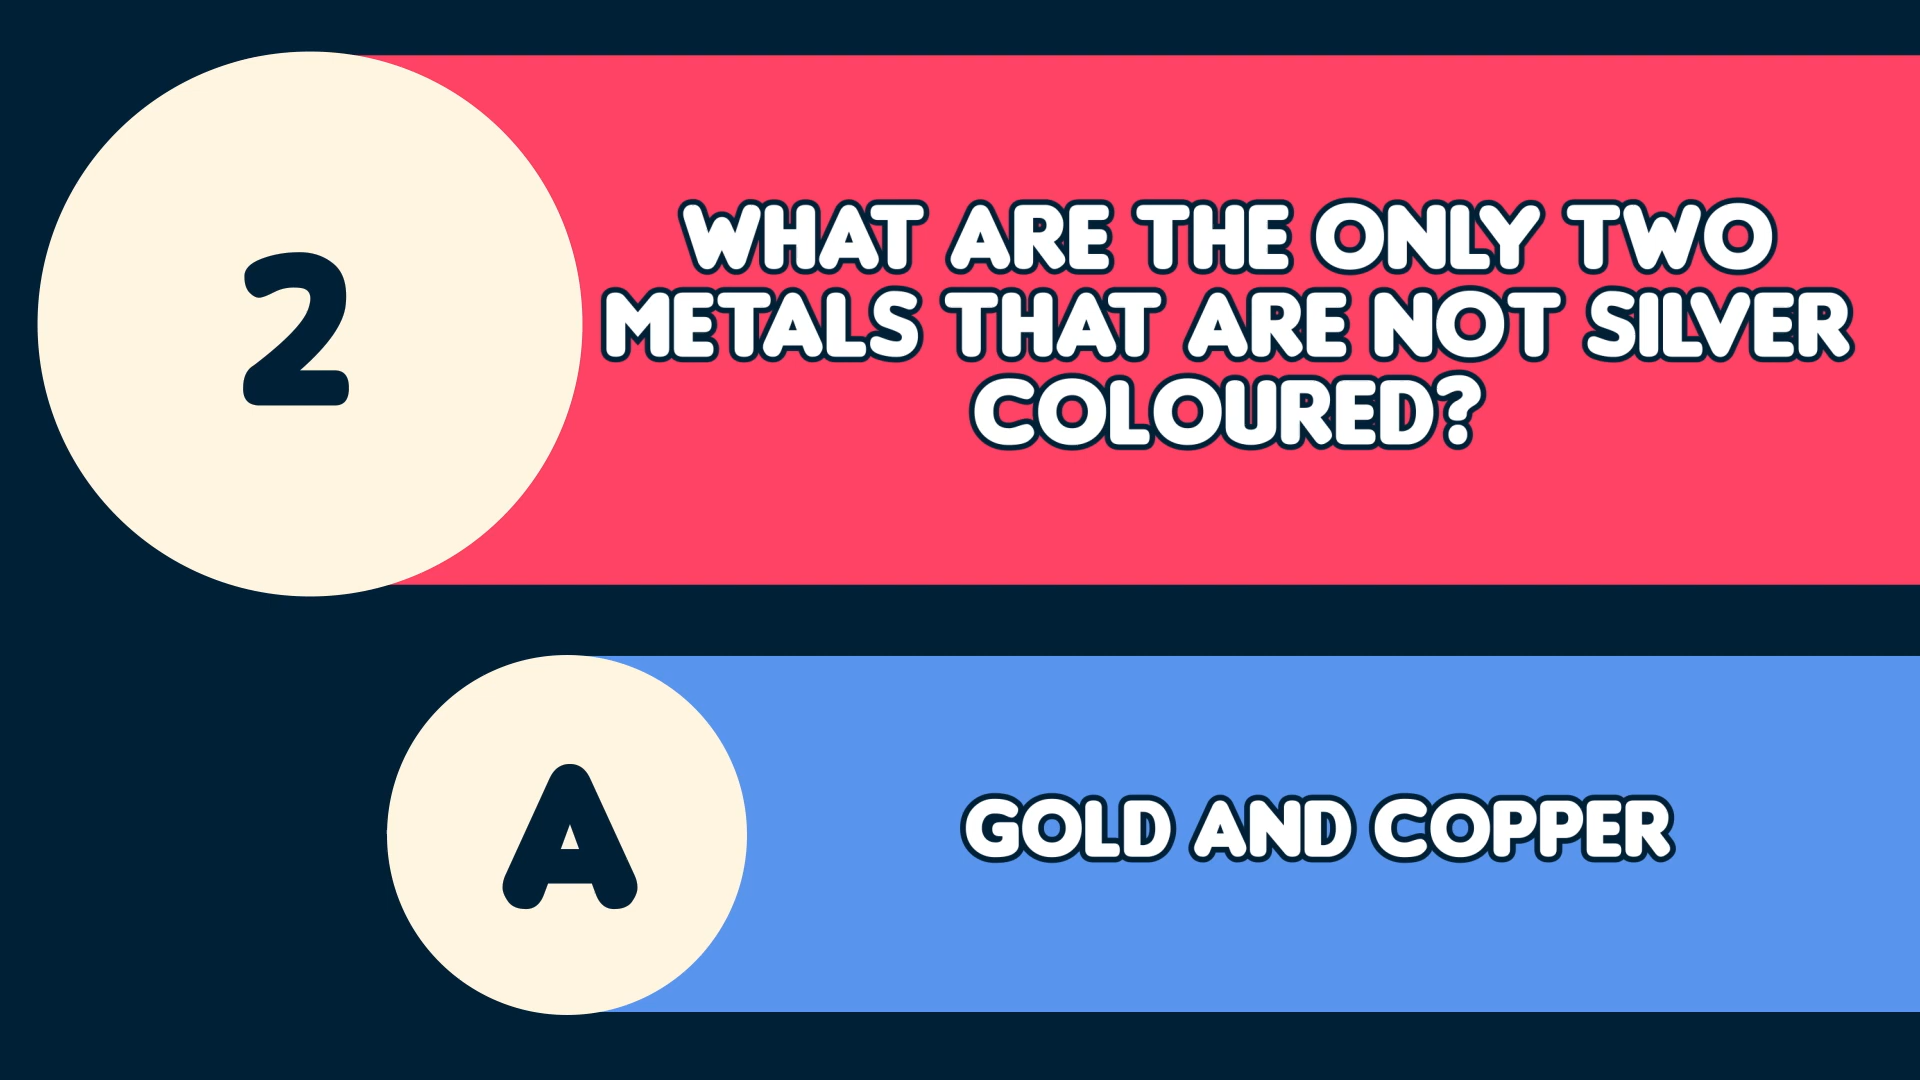 2
WHAT ARE THE ONLY TWO
METALS THAT ARE NOT SILVER
COLOURED?
A
GOLD AND COPPER